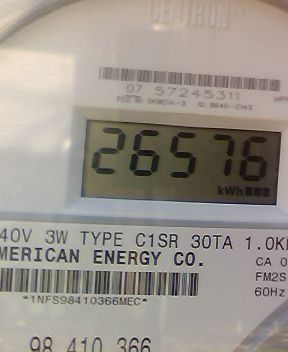 CENTRON
07 57245311
26576
kWh
40V 3W TYPE C1SR 30TA 1.0K
MERICAN ENERGY CO.
CA 0
FM2S
60Hz
*1NFS98410366MEC*
98 410 366